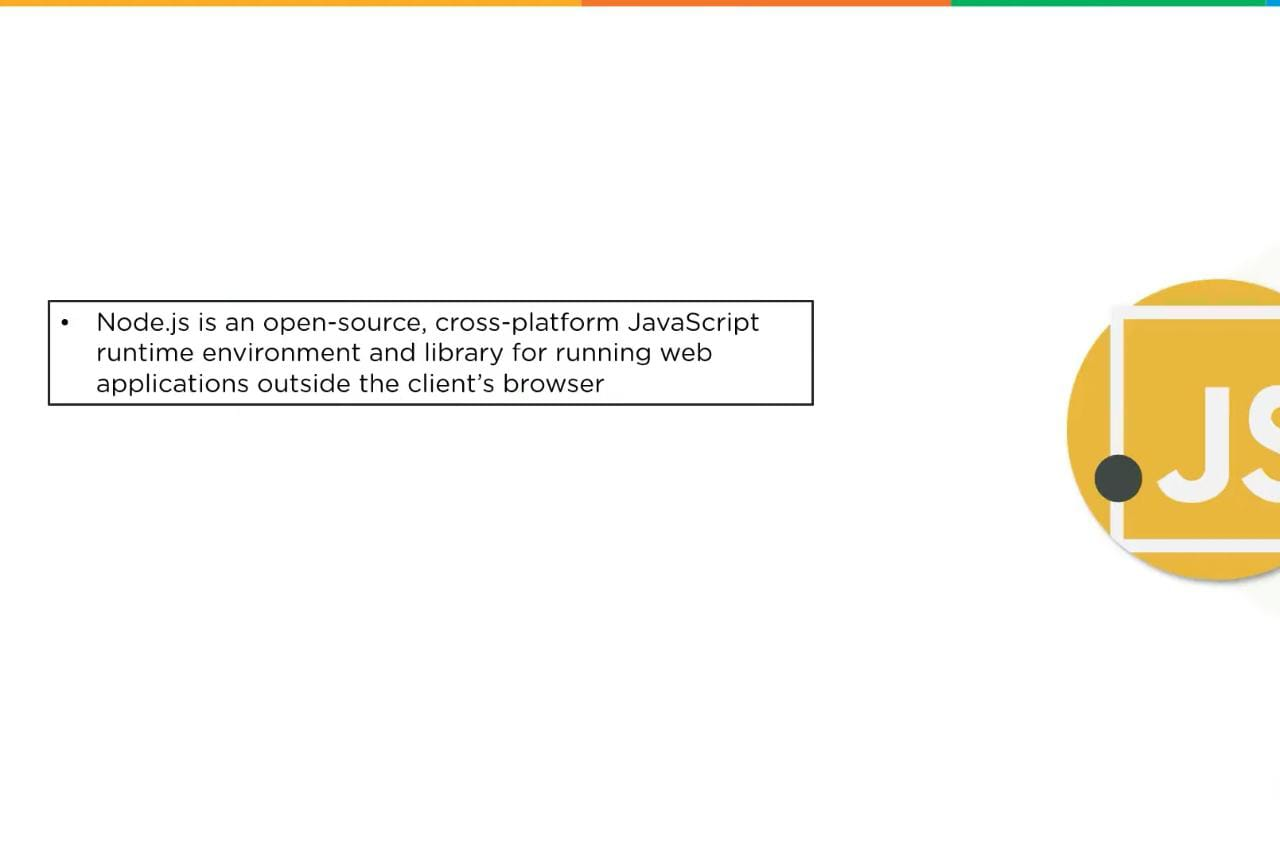 • Node.js is an open-source, cross-platform JavaScript
runtime environment and library for running web
applications outside the client’s browser
JS